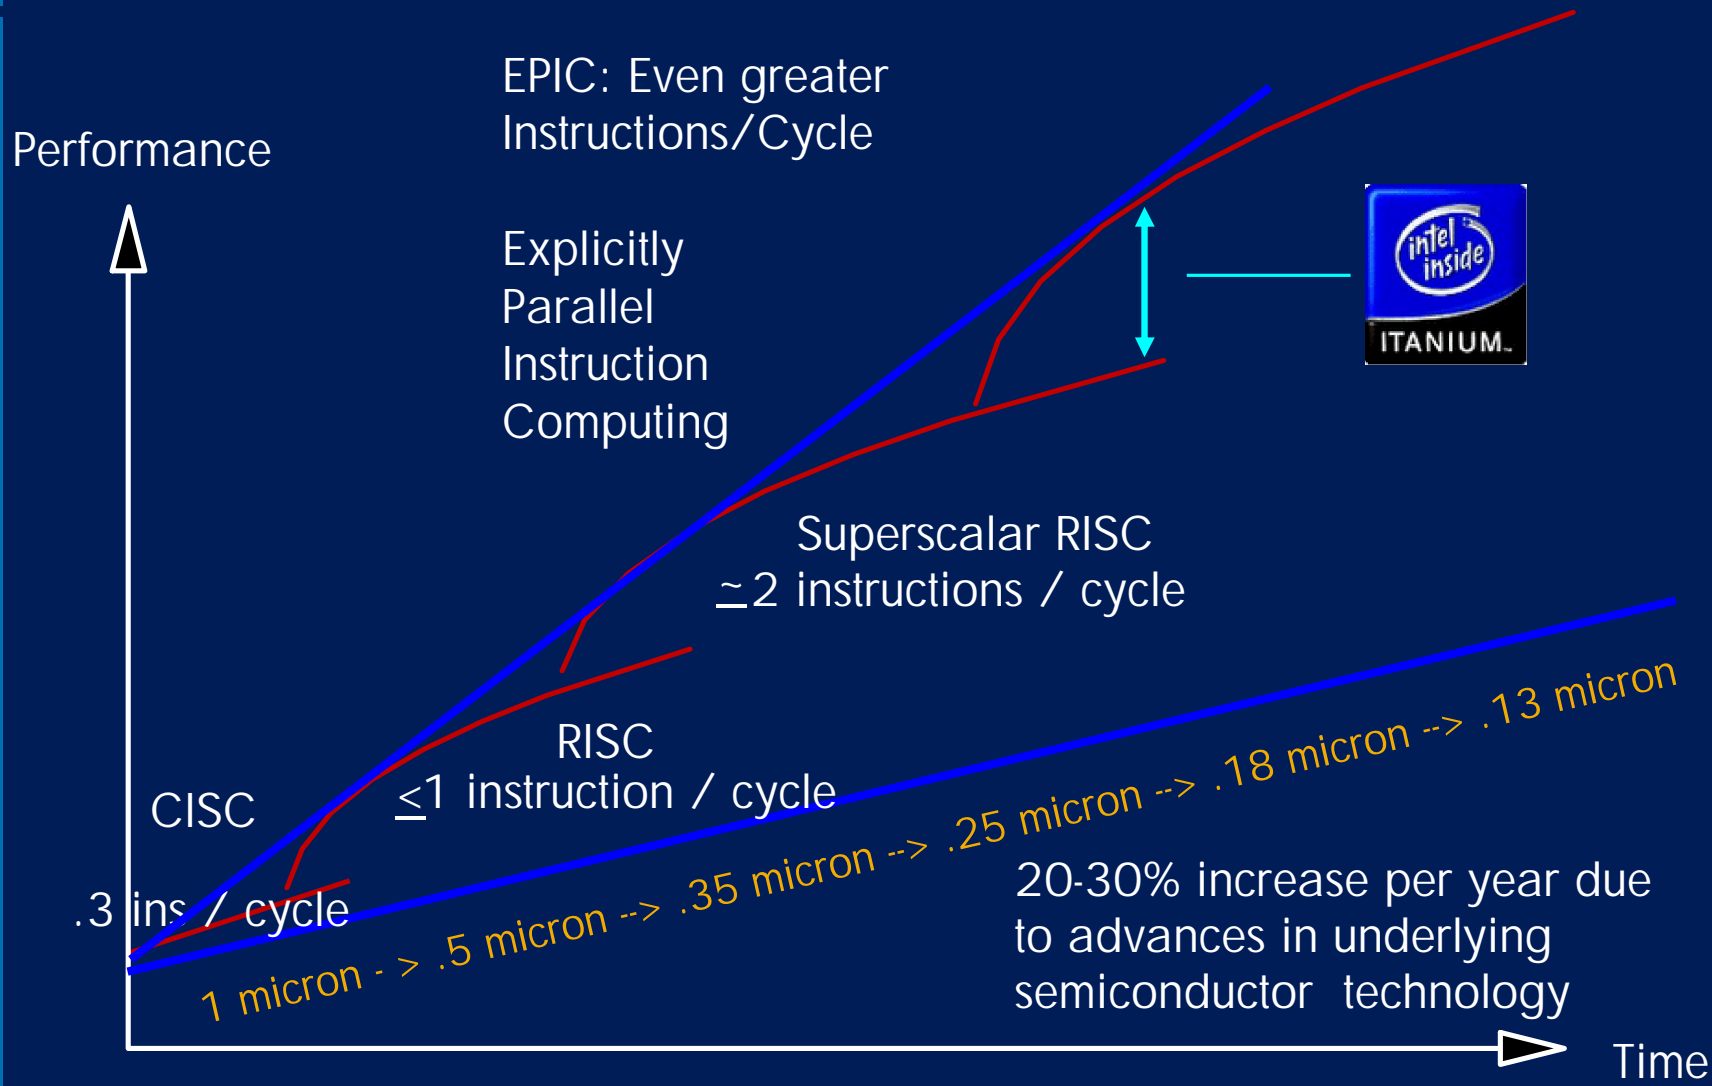 EPIC: Even greater
Instructions/Cycle
Performance
Explicitly
Parallel
Instruction
Computing
intel
inside
ITANIUM™
Superscalar RISC
~2 instructions / cycle
RISC
<1 instruction / cycle
CISC
.3 ins / cycle
1 micron - > .5 micron --> .35 micron --> .25 micron --> .18 micron --> .13 micron
20-30% increase per year due
to advances in underlying
semiconductor technology
Time